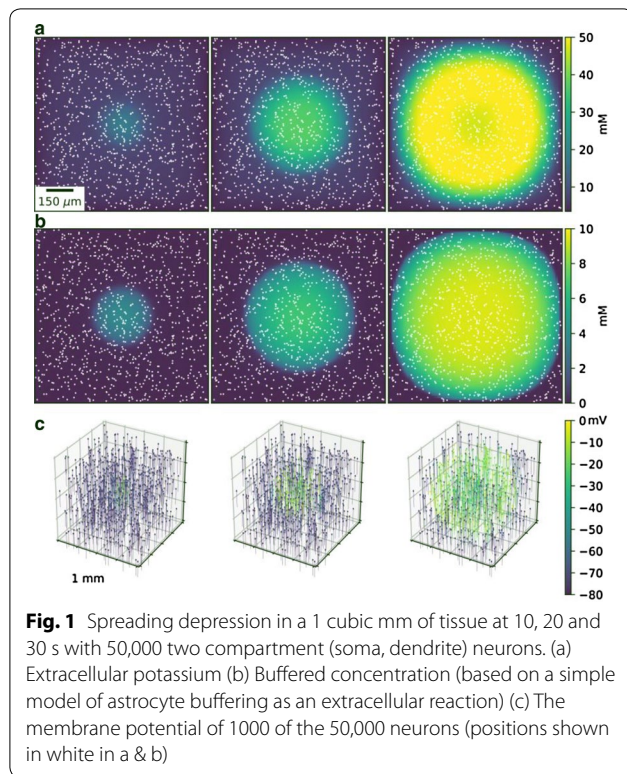 a
50
40
30
20
10
mM
150 μm
b
10
8
6
4
2
0
mM
c
0 mV
−10
−20
−30
−40
−50
−60
−70
−80
1 mm
Fig. 1 Spreading depression in a 1 cubic mm of tissue at 10, 20 and
30 s with 50,000 two compartment (soma, dendrite) neurons. (a)
Extracellular potassium (b) Buffered concentration (based on a simple
model of astrocyte buffering as an extracellular reaction) (c) The
membrane potential of 1000 of the 50,000 neurons (positions shown
in white in a & b)